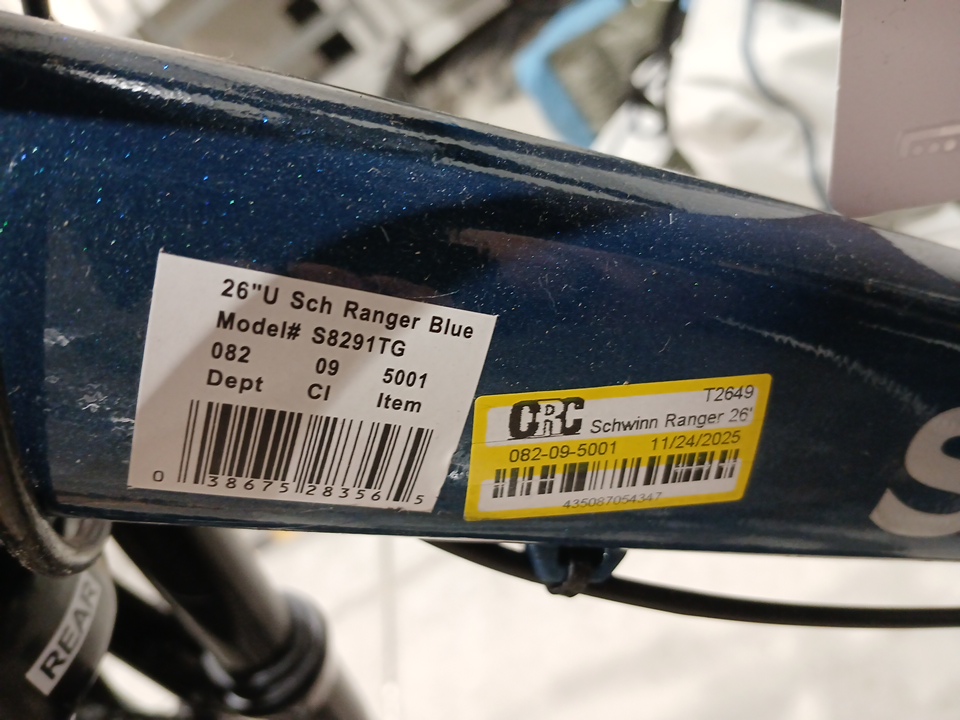 26"U Sch Ranger Blue
Model# S8291TG
082 09 5001
Dept Cl Item
0 38675 28356 5
T2649
CRC Schwinn Ranger 26'
082-09-5001 11/24/2025
435087054347
S
REAR